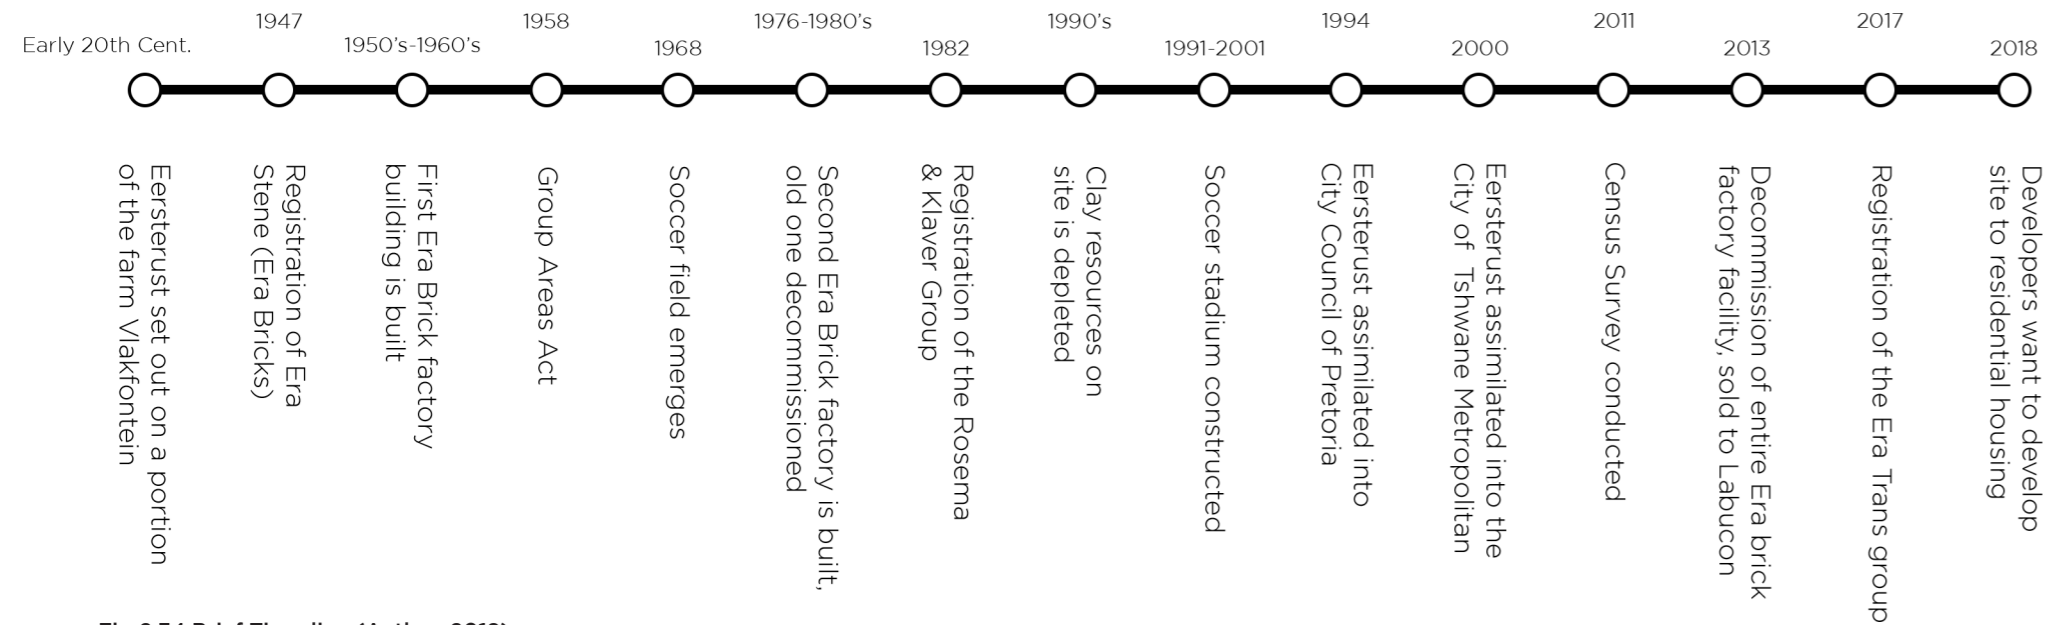 Early 20th Cent.
Eersterust set out on a portion
of the farm Vlakfontein
1947
Registration of Era
Stene (Era Bricks)
1950's-1960's
First Era Brick factory
building is built
1958
Group Areas Act
1968
Soccer field emerges
1976-1980's
Second Era Brick factory is built,
old one decommissioned
1982
Registration of the Rosema
& Klaver Group
1990's
Clay resources on
site is depleted
1991-2001
Soccer stadium constructed
1994
Eersterust assimilated into
City Council of Pretoria
2000
Eersterust assimilated into the
City of Tshwane Metropolitan
2011
Census Survey conducted
2013
Decommission of entire Era brick
factory facility, sold to Labucon
2017
Registration of the Era Trans group
2018
Developers want to develop
site to residential housing